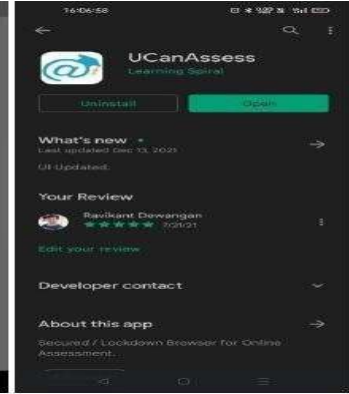 16:06:58
UCanAssess
Learning Spiral
Uninstall
Open
What's new •
Last updated Dec 13, 2021
UI Updated.
Your Review
Ravikant Dewangan
7/21/21
Edit your review
Developer contact
About this app
Secured / Lockdown Browser for Online
Assessment.